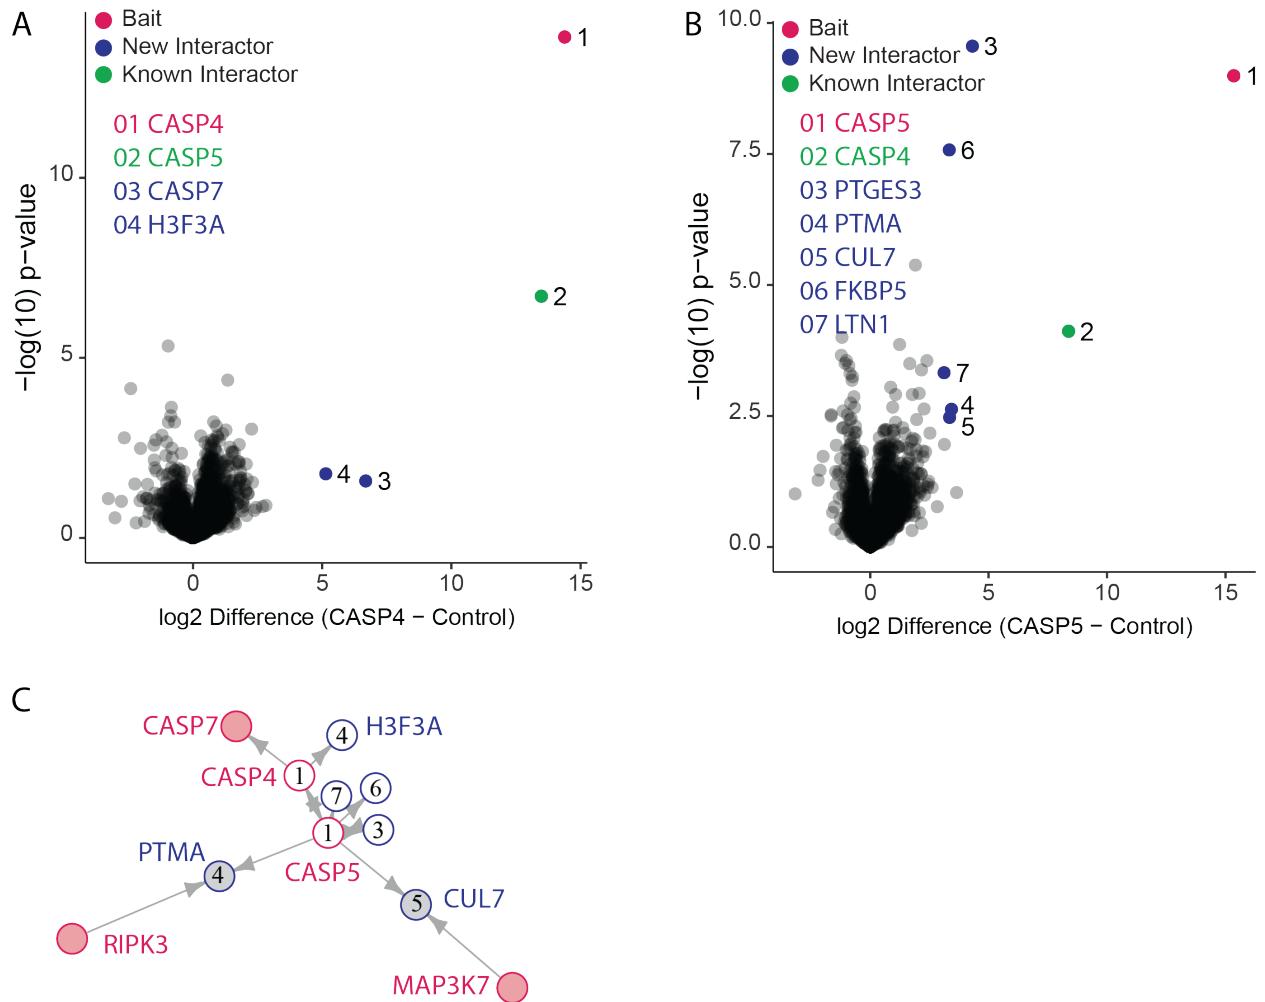 A
Bait
New Interactor
Known Interactor
01 CASP4
02 CASP5
03 CASP7
04 H3F3A
1
2
4
3
10
5
0
−log(10) p−value
0
5
10
15
log2 Difference (CASP4 − Control)
B
Bait
New Interactor
Known Interactor
01 CASP5
02 CASP4
03 PTGES3
04 PTMA
05 CUL7
06 FKBP5
07 LTN1
3
1
6
2
7
4
5
10.0
7.5
5.0
2.5
0.0
−log(10) p−value
0
5
10
15
log2 Difference (CASP5 − Control)
C
CASP7
4
H3F3A
CASP4
1
7
6
1
3
CASP5
PTMA
4
5
CUL7
RIPK3
MAP3K7